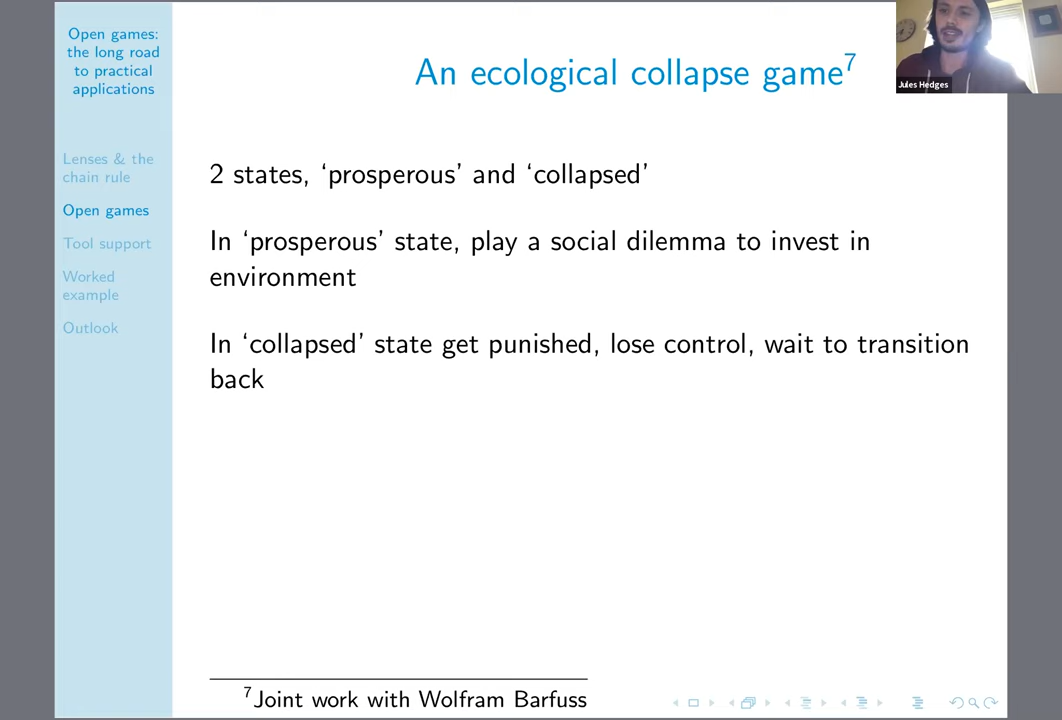 Open games:
the long road
to practical
applications
Lenses & the
chain rule
Open games
Tool support
Worked
example
Outlook
An ecological collapse game⁷
2 states, ‘prosperous’ and ‘collapsed’
In ‘prosperous’ state, play a social dilemma to invest in
environment
In ‘collapsed’ state get punished, lose control, wait to transition
back
⁷Joint work with Wolfram Barfuss
Jules Hedges